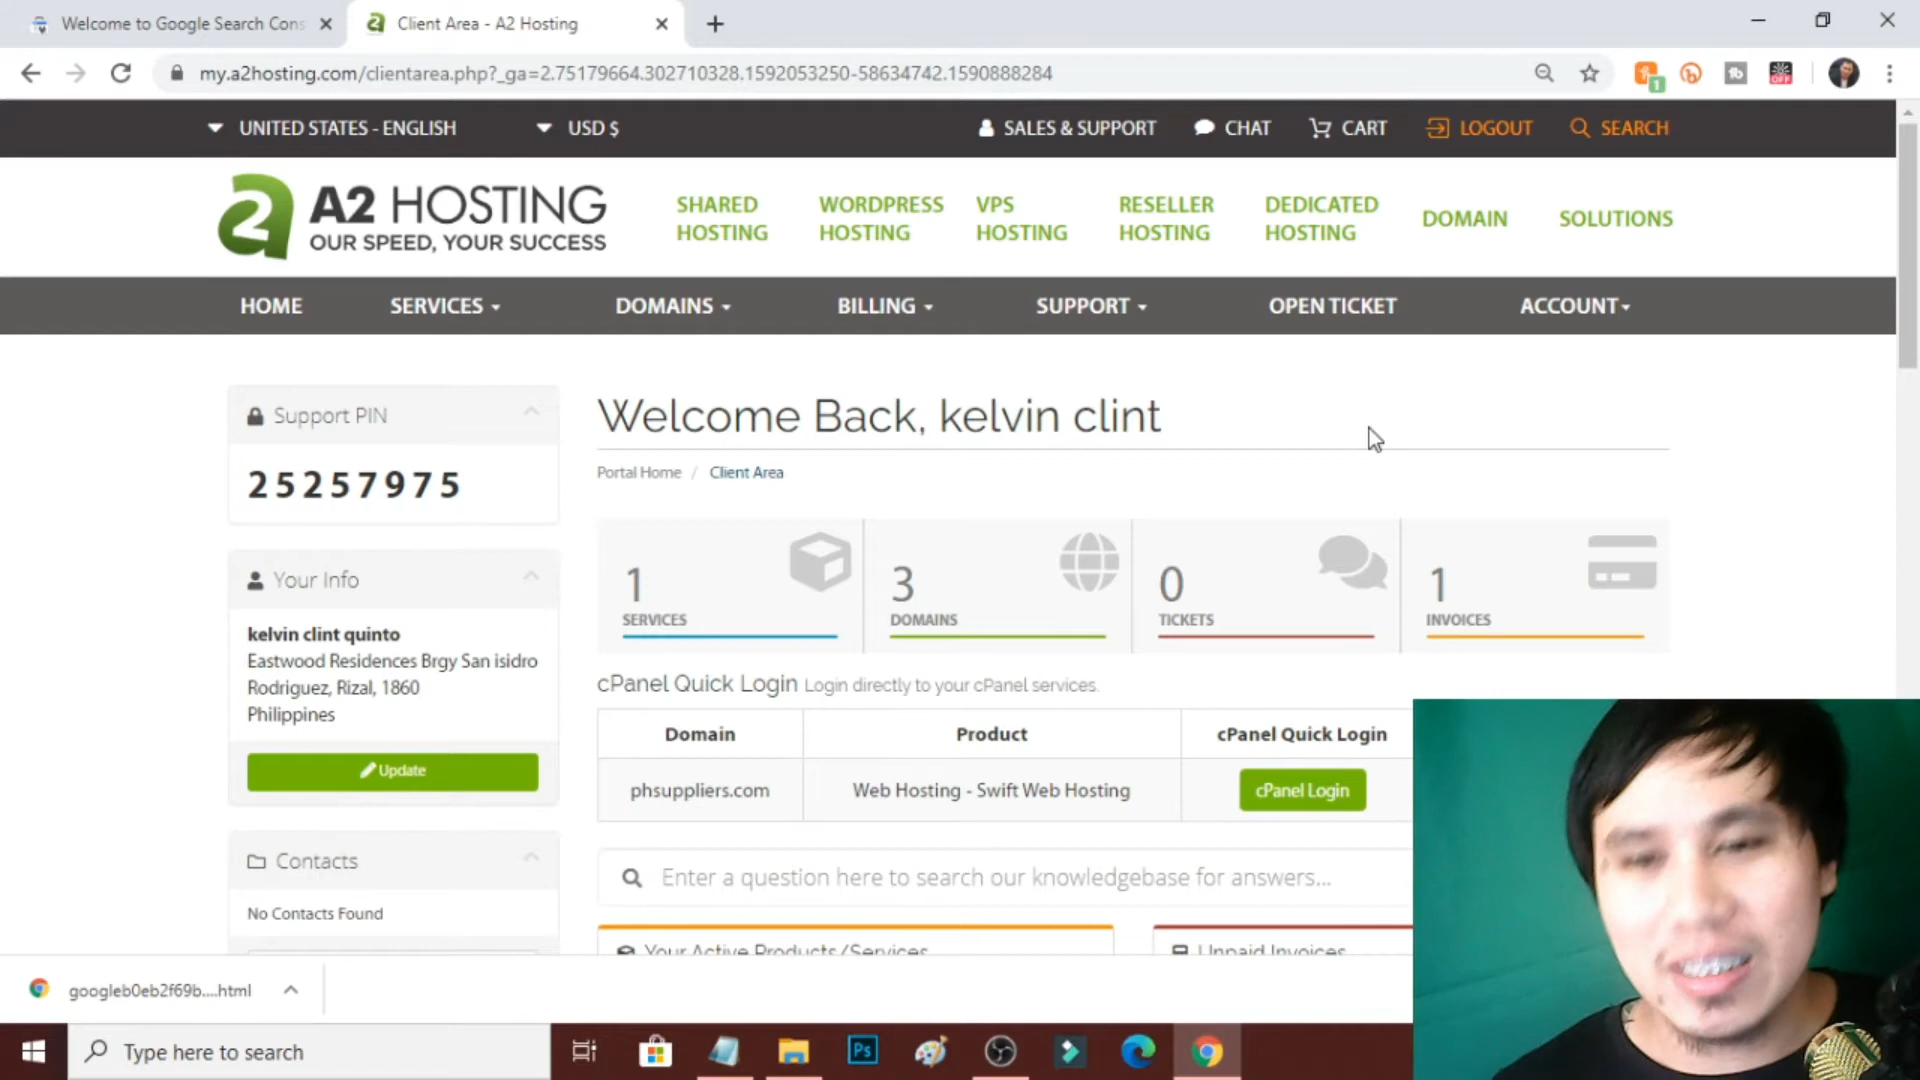 Welcome to Google Search Cons
Client Area - A2 Hosting
my.a2hosting.com/clientarea.php?_ga=2.75179664.302710328.1592053250-58634742.1590888284
UNITED STATES - ENGLISH
USD $
SALES & SUPPORT
CHAT
CART
LOGOUT
SEARCH
A2 HOSTING
OUR SPEED, YOUR SUCCESS
SHARED HOSTING
WORDPRESS HOSTING
VPS HOSTING
RESELLER HOSTING
DEDICATED HOSTING
DOMAIN
SOLUTIONS
HOME
SERVICES
DOMAINS
BILLING
SUPPORT
OPEN TICKET
ACCOUNT
Support PIN
25257975
Your Info
kelvin clint quinto
Eastwood Residences Brgy San isidro
Rodriguez, Rizal, 1860
Philippines
Update
Contacts
No Contacts Found
Welcome Back, kelvin clint
Portal Home / Client Area
1
SERVICES
3
DOMAINS
0
TICKETS
1
INVOICES
cPanel Quick Login Login directly to your cPanel services.
Domain Product cPanel Quick Login
phsuppliers.com Web Hosting - Swift Web Hosting cPanel Login
Enter a question here to search our knowledgebase for answers...
Your Active Products/Services
Unpaid Invoices
googleb0eb2f69b....html
Type here to search
Ps